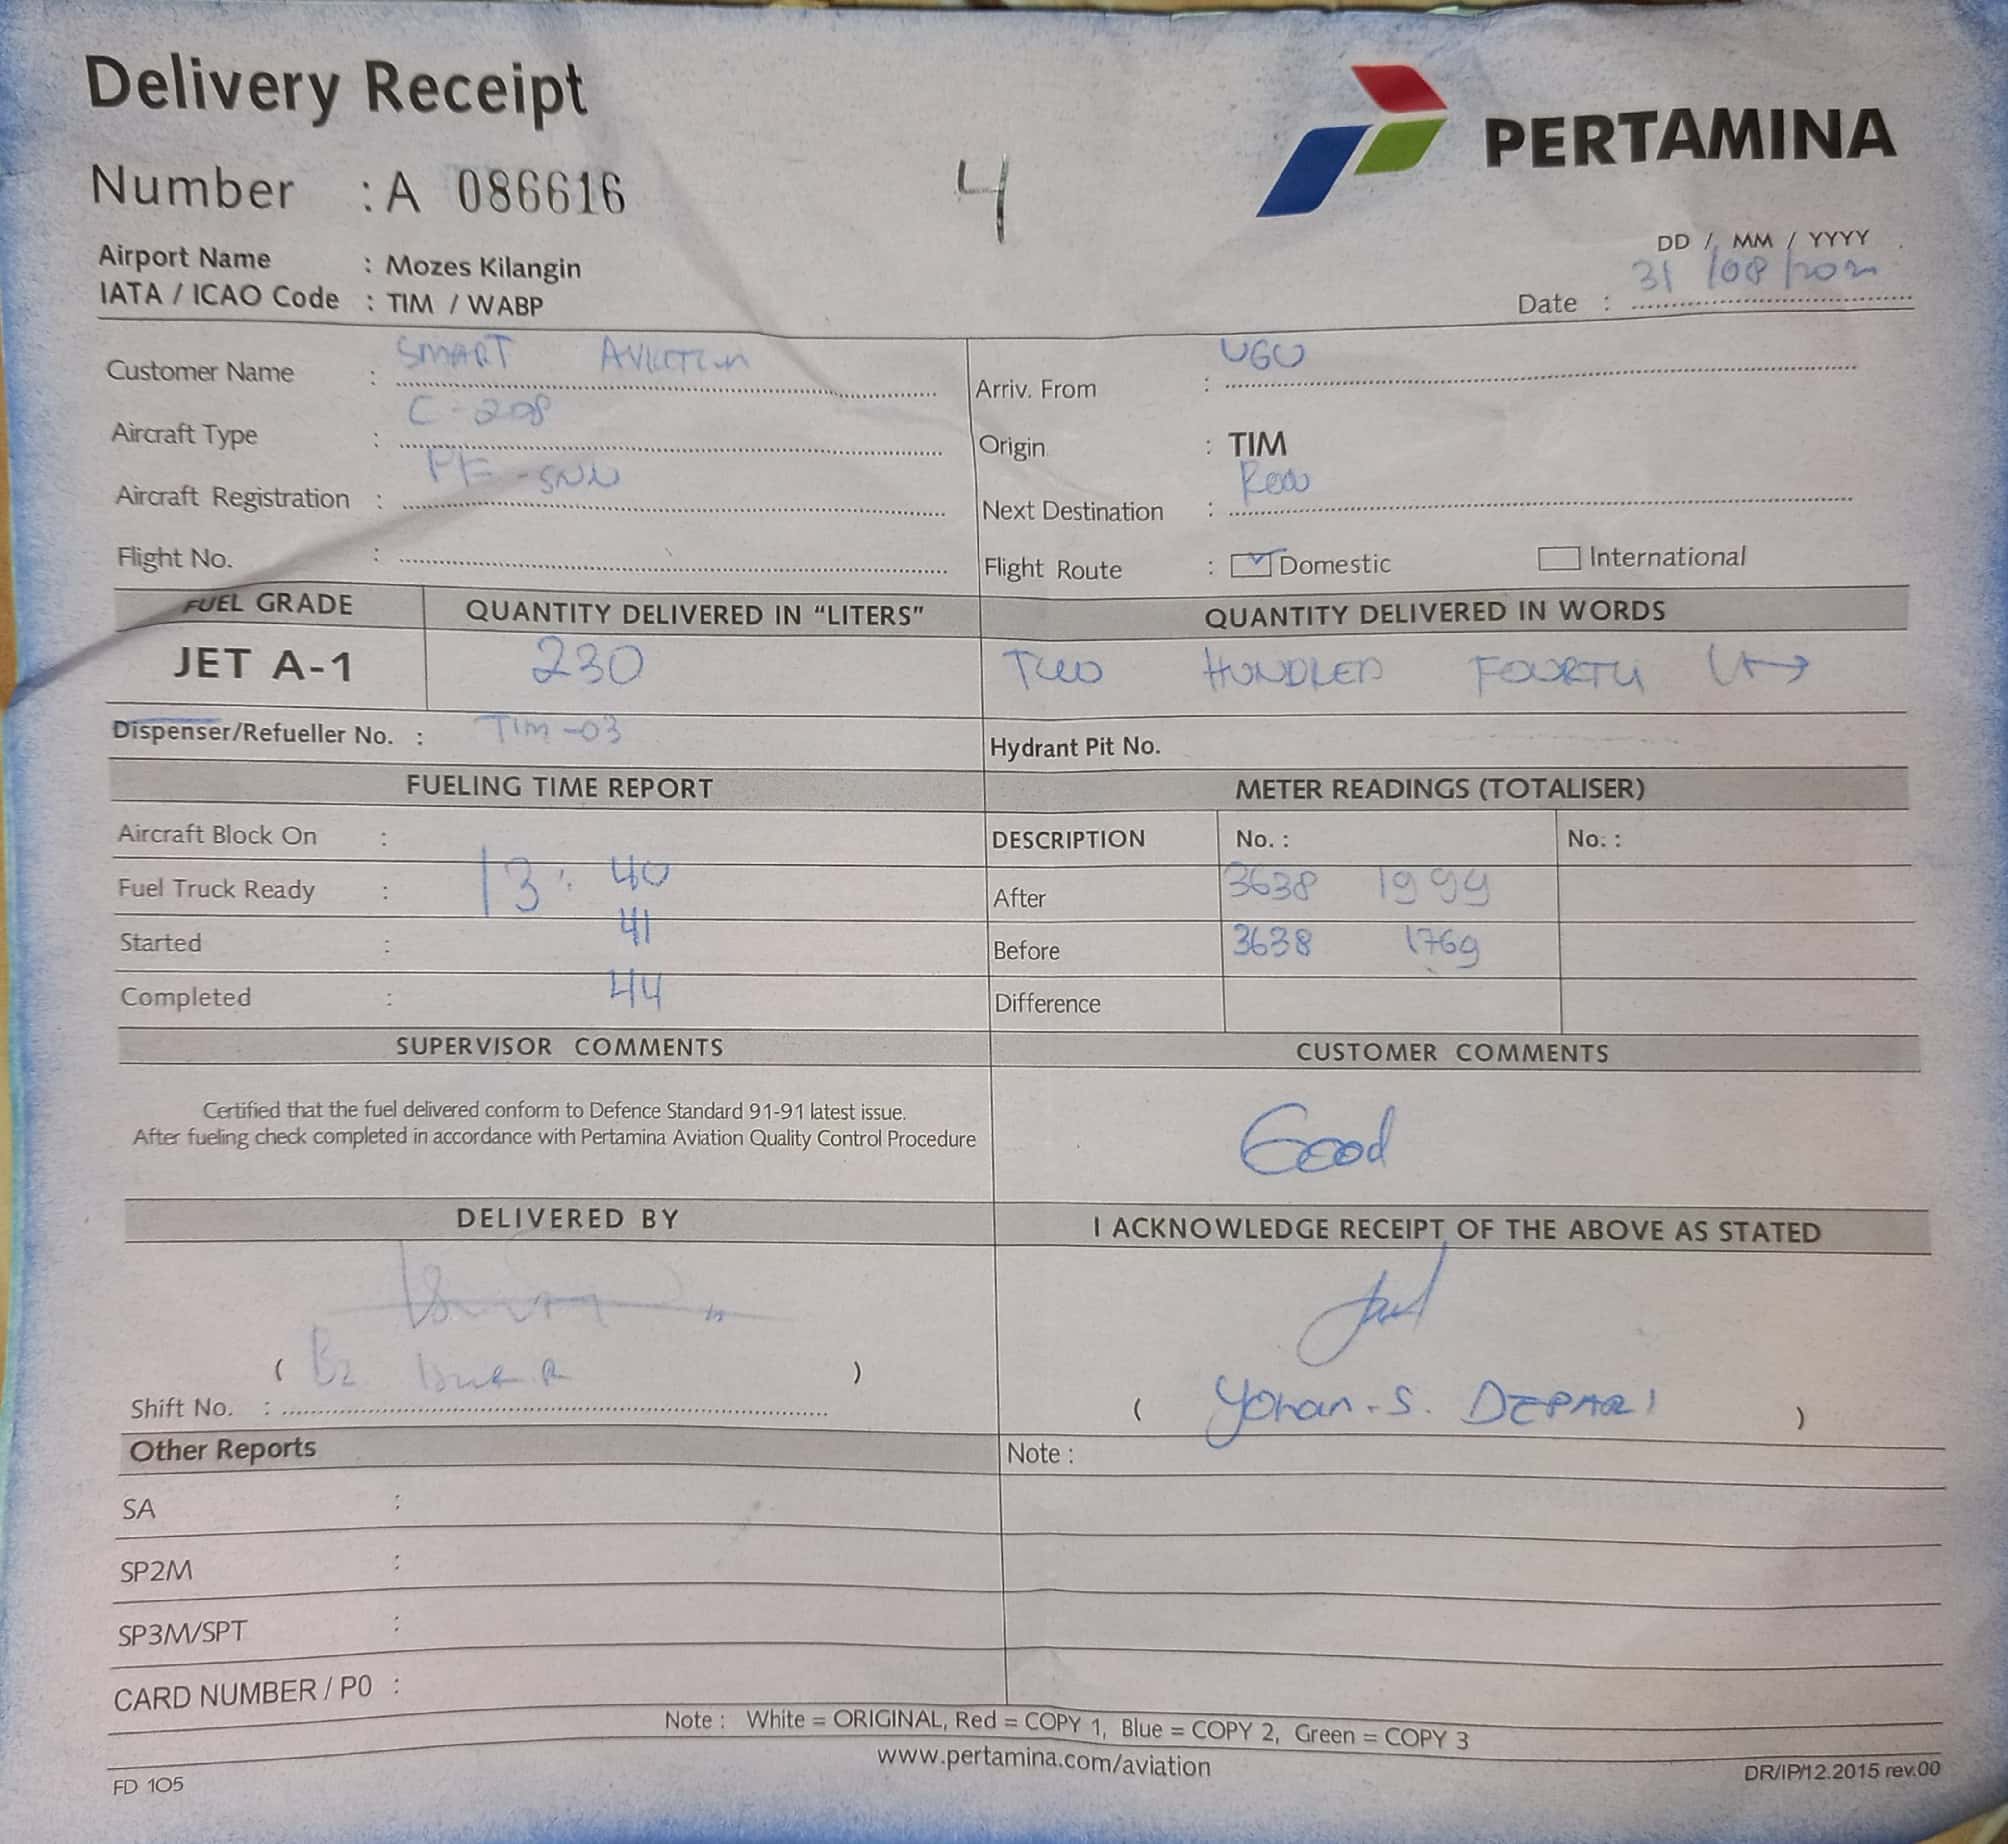 Delivery Receipt
PERTAMINA
Number : A 086616
4
Airport Name : Mozes Kilangin
IATA / ICAO Code : TIM / WABP
DD / MM / YYYY
Date : 31 /08/202
Customer Name : SMART AVIATION
Arriv. From : UGU
Aircraft Type : C-208
Origin : TIM
Aircraft Registration : PK-SNN
Next Destination :
Flight No. :
Flight Route : Domestic International
FUEL GRADE QUANTITY DELIVERED IN “LITERS” QUANTITY DELIVERED IN WORDS
JET A-1 230 TWO HUNDLED FOURTH
Dispenser/Refueller No. : TIM-03
Hydrant Pit No.
FUELING TIME REPORT METER READINGS (TOTALISER)
Aircraft Block On :
DESCRIPTION No. : No. :
Fuel Truck Ready : 13 : 40
After 3638 1999
Started : 41
Before 3638 1769
Completed : 44
Difference
SUPERVISOR COMMENTS CUSTOMER COMMENTS
Certified that the fuel delivered conform to Defence Standard 91-91 latest issue.
After fueling check completed in accordance with Pertamina Aviation Quality Control Procedure
Good
DELIVERED BY I ACKNOWLEDGE RECEIPT OF THE ABOVE AS STATED
( )
( Yohan.S. DEPARI )
Shift No. :
Other Reports
Note :
SA :
SP2M :
SP3M/SPT :
CARD NUMBER / P0 :
Note : White = ORIGINAL, Red = COPY 1, Blue = COPY 2, Green = COPY 3
www.pertamina.com/aviation
FD 105
DR/IP/12.2015 rev.00